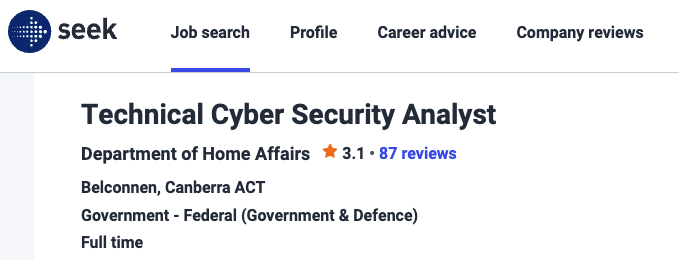 seek Job search Profile Career advice Company reviews
Technical Cyber Security Analyst
Department of Home Affairs 3.1 • 87 reviews
Belconnen, Canberra ACT
Government - Federal (Government & Defence)
Full time